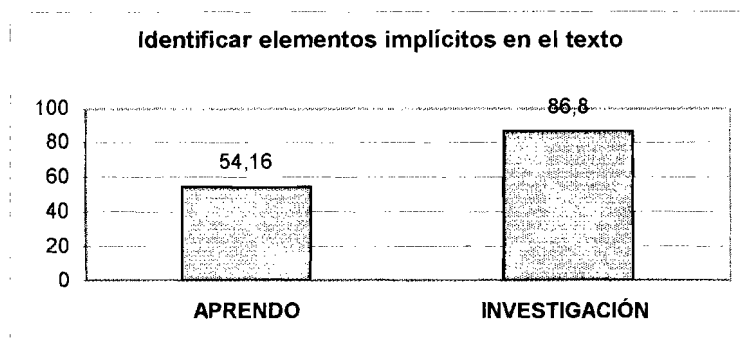 Identificar elementos implícitos en el texto
100
80
60
40
20
0
54,16
86,8
APRENDO
INVESTIGACIÓN